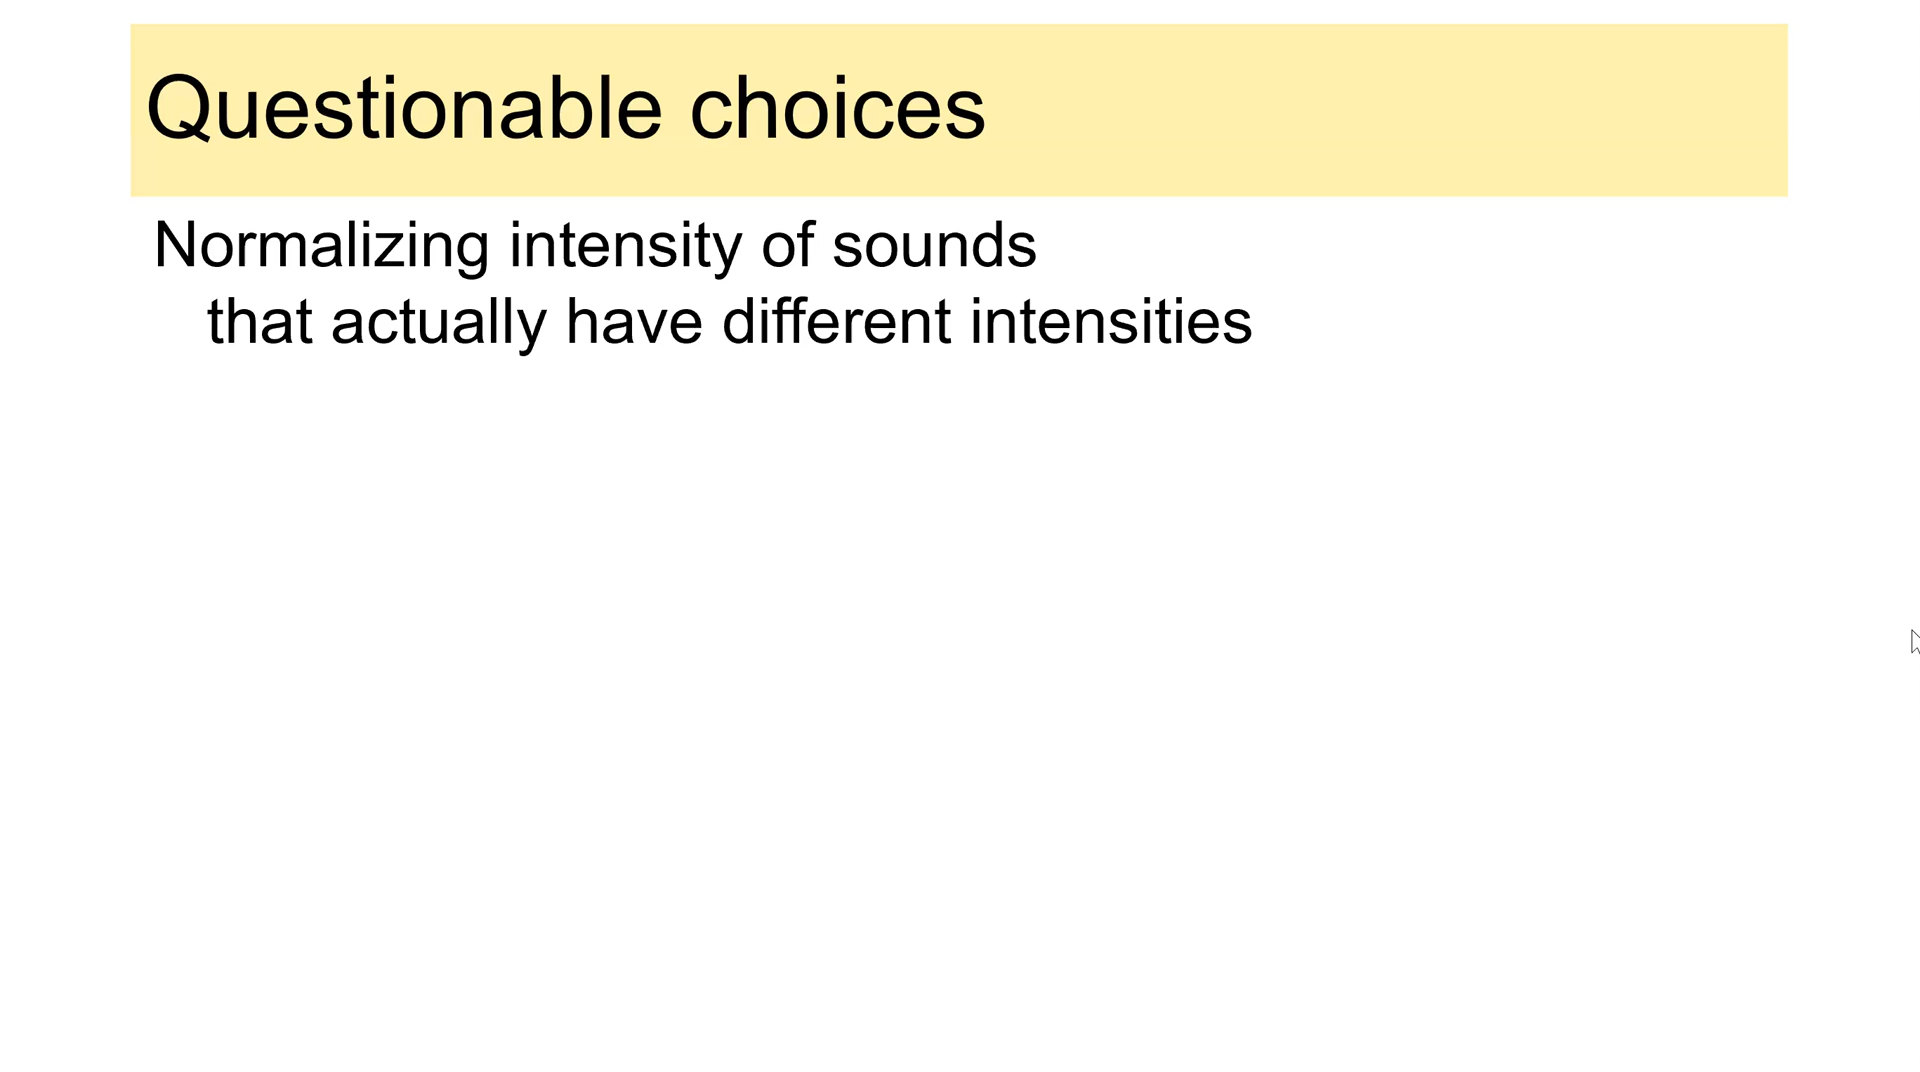 Questionable choices
Normalizing intensity of sounds
that actually have different intensities